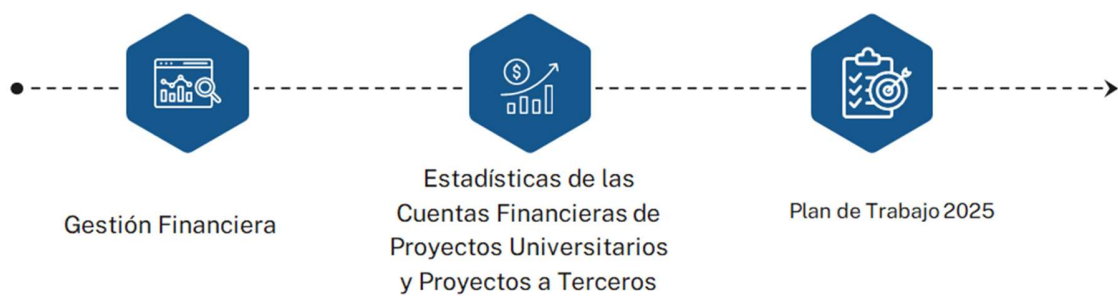 Gestión Financiera
Estadísticas de las
Cuentas Financieras de
Proyectos Universitarios
y Proyectos a Terceros
Plan de Trabajo 2025